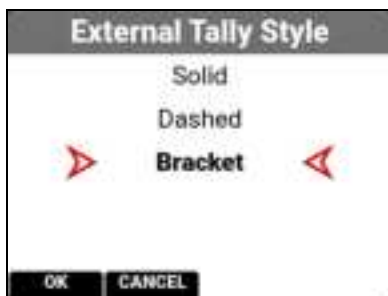 External Tally Style
Solid
Dashed
Bracket
OK CANCEL